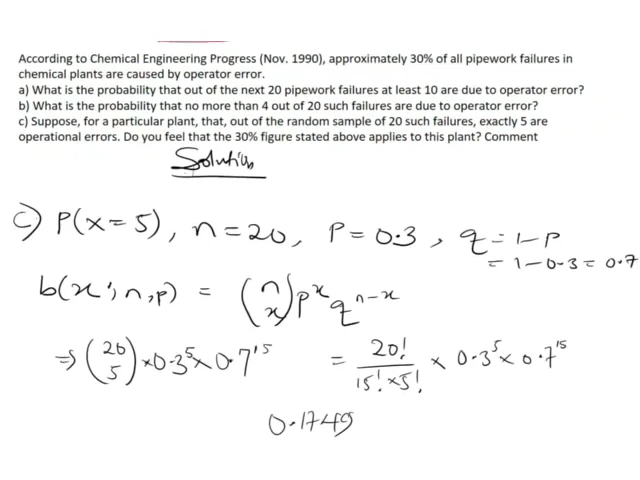 According to Chemical Engineering Progress (Nov. 1990), approximately 30% of all pipework failures in
chemical plants are caused by operator error.
a) What is the probability that out of the next 20 pipework failures at least 10 are due to operator error?
b) What is the probability that no more than 4 out of 20 such failures are due to operator error?
c) Suppose, for a particular plant, that, out of the random sample of 20 such failures, exactly 5 are
operational errors. Do you feel that the 30% figure stated above applies to this plant? Comment
Solution
c) P(x=5), n=20, P=0.3, q=1-P
= 1-0.3=0.7
b(x; n, p) = (n x) p^x q^n-x
⇒ (20 5) × 0.3^5 × 0.7^15 = 20! / 15! × 5! × 0.3^5 × 0.7^15
0.1749